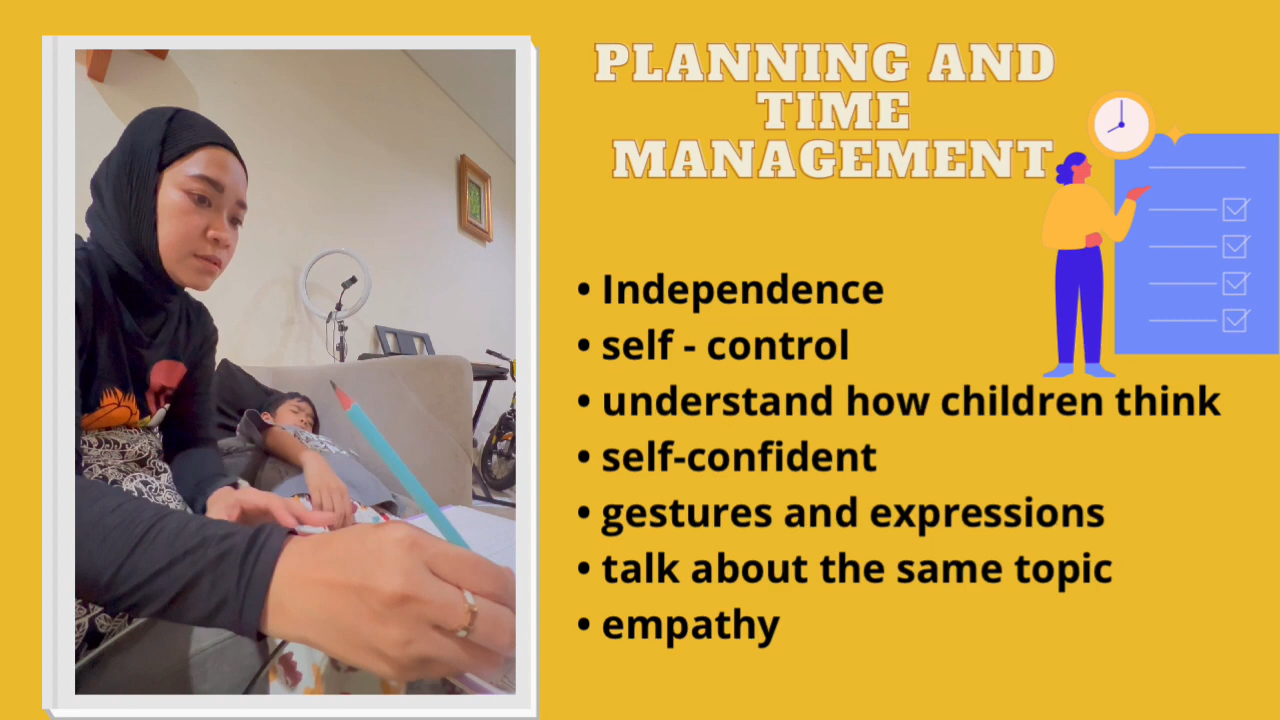 PLANNING AND
TIME
MANAGEMENT
• Independence
• self - control
• understand how children think
• self-confident
• gestures and expressions
• talk about the same topic
• empathy